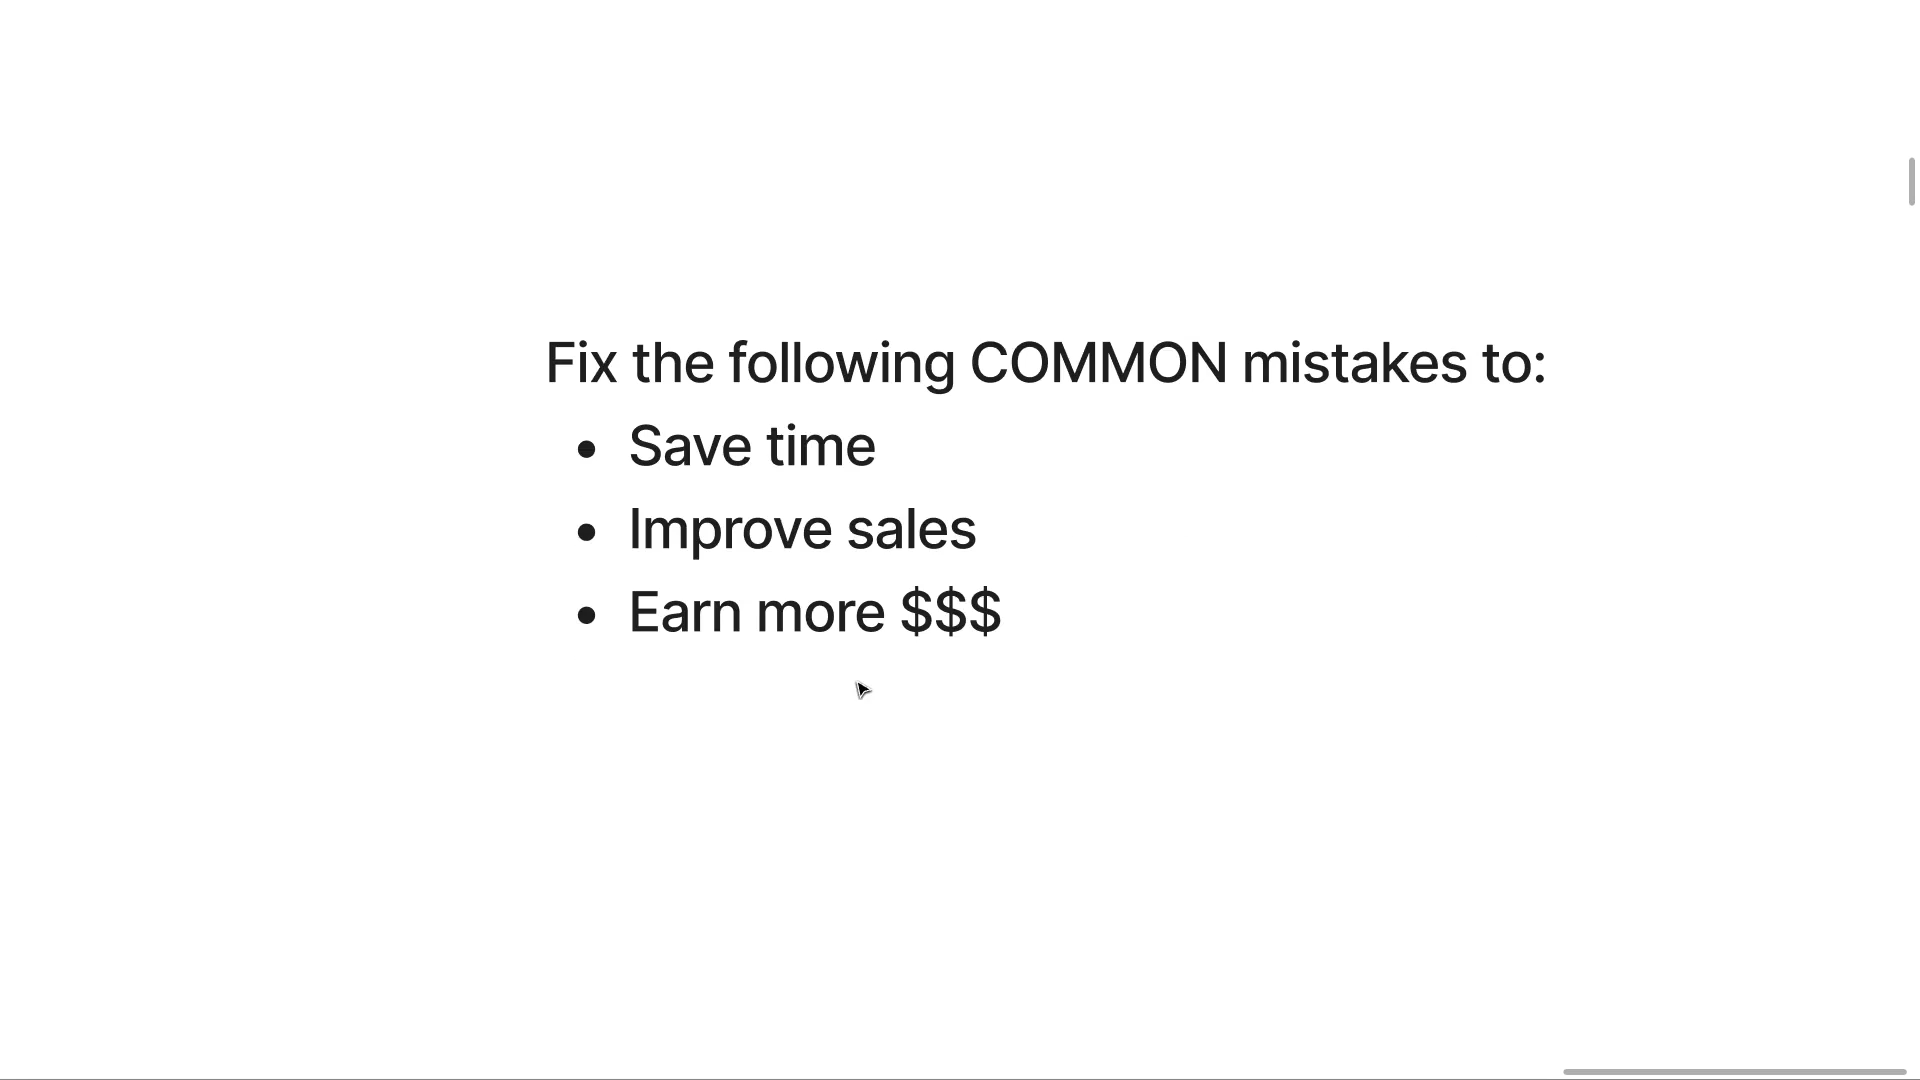 Fix the following COMMON mistakes to:
• Save time
• Improve sales
• Earn more $$$